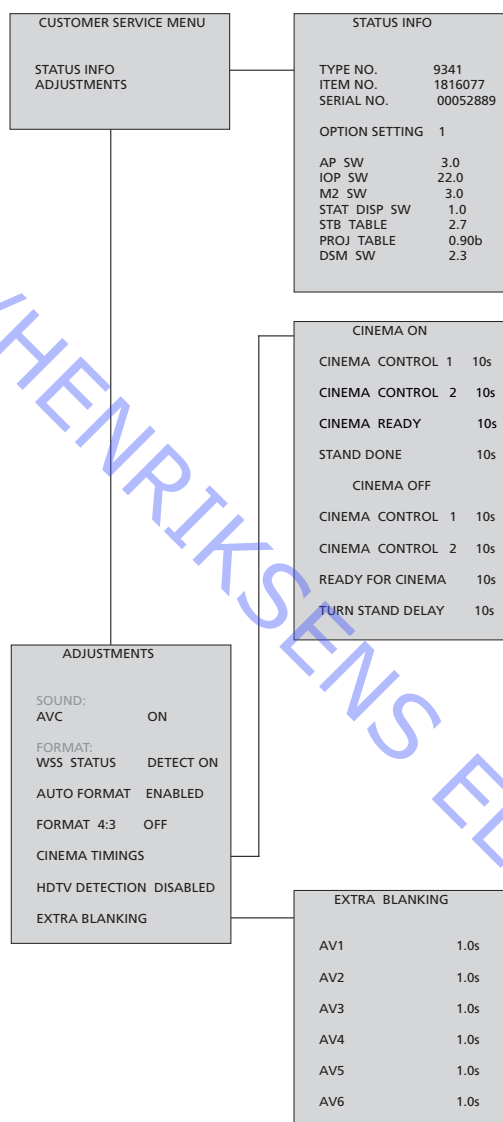 CUSTOMER SERVICE MENU
STATUS INFO
ADJUSTMENTS
STATUS INFO
TYPE NO. 9341
ITEM NO. 1816077
SERIAL NO. 00052889
OPTION SETTING 1
AP SW 3.0
IOP SW 22.0
M2 SW 3.0
STAT DISP SW 1.0
STB TABLE 2.7
PROJ TABLE 0.90b
DSM SW 2.3
CINEMA ON
CINEMA CONTROL 1 10s
CINEMA CONTROL 2 10s
CINEMA READY 10s
STAND DONE 10s
CINEMA OFF
CINEMA CONTROL 1 10s
CINEMA CONTROL 2 10s
READY FOR CINEMA 10s
TURN STAND DELAY 10s
ADJUSTMENTS
SOUND:
AVC ON
FORMAT:
WSS STATUS DETECT ON
AUTO FORMAT ENABLED
FORMAT 4:3 OFF
CINEMA TIMINGS
HDTV DETECTION DISABLED
EXTRA BLANKING
EXTRA BLANKING
AV1 1.0s
AV2 1.0s
AV3 1.0s
AV4 1.0s
AV5 1.0s
AV6 1.0s
HENRIKSENS